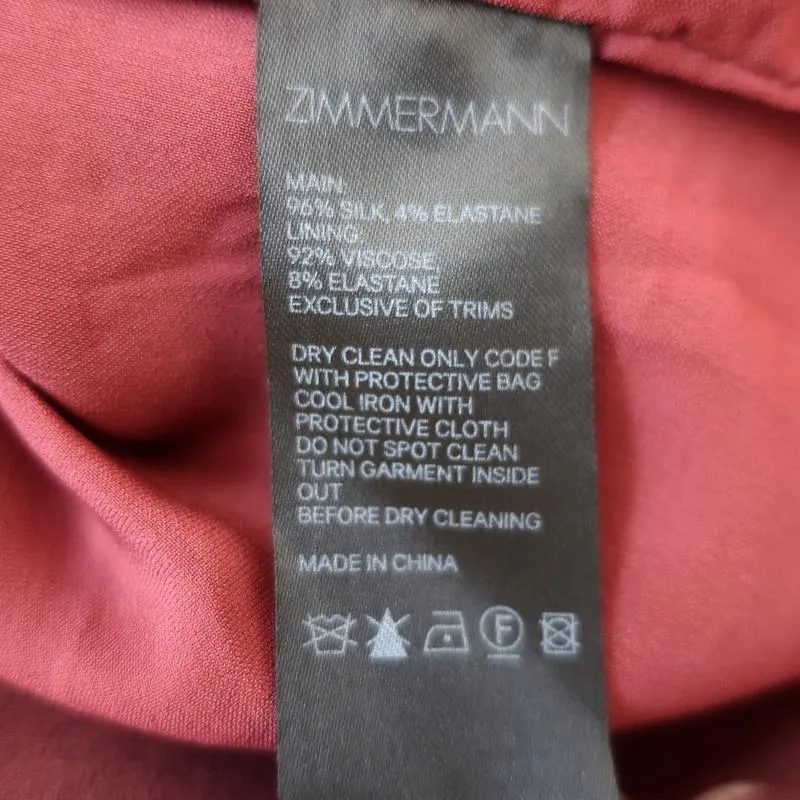 ZIMMERMANN
MAIN:
96% SILK, 4% ELASTANE
LINING
92% VISCOSE
8% ELASTANE
EXCLUSIVE OF TRIMS
DRY CLEAN ONLY CODE F
WITH PROTECTIVE BAG
COOL IRON WITH
PROTECTIVE CLOTH
DO NOT SPOT CLEAN
TURN GARMENT INSIDE
OUT
BEFORE DRY CLEANING
MADE IN CHINA
F